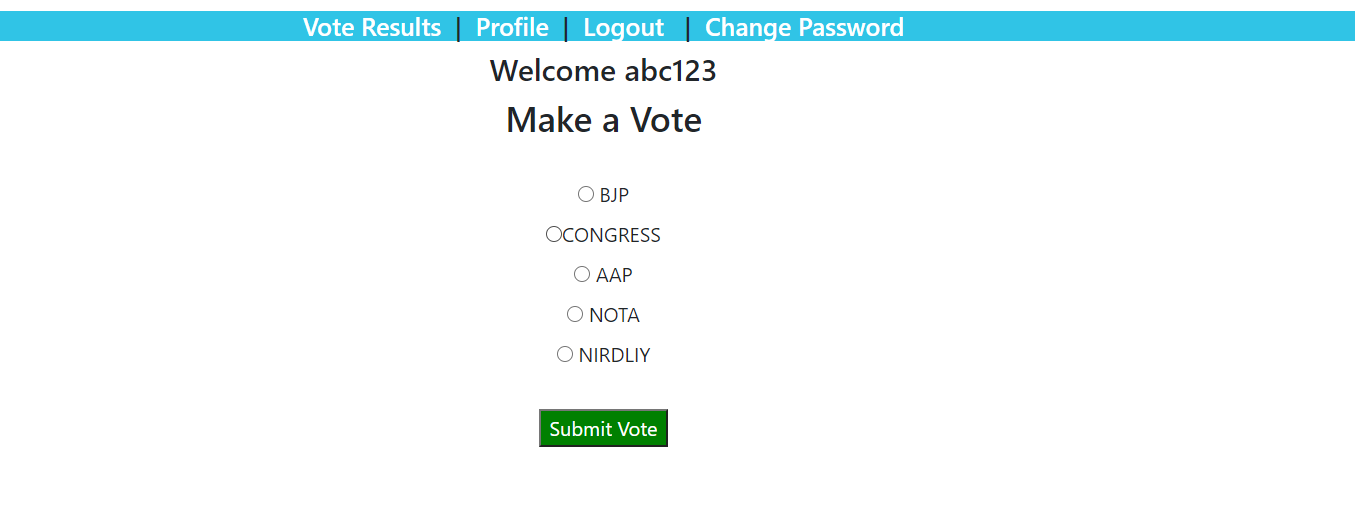 Vote Results | Profile | Logout | Change Password
Welcome abc123
Make a Vote
BJP
CONGRESS
AAP
NOTA
NIRDLIY
Submit Vote